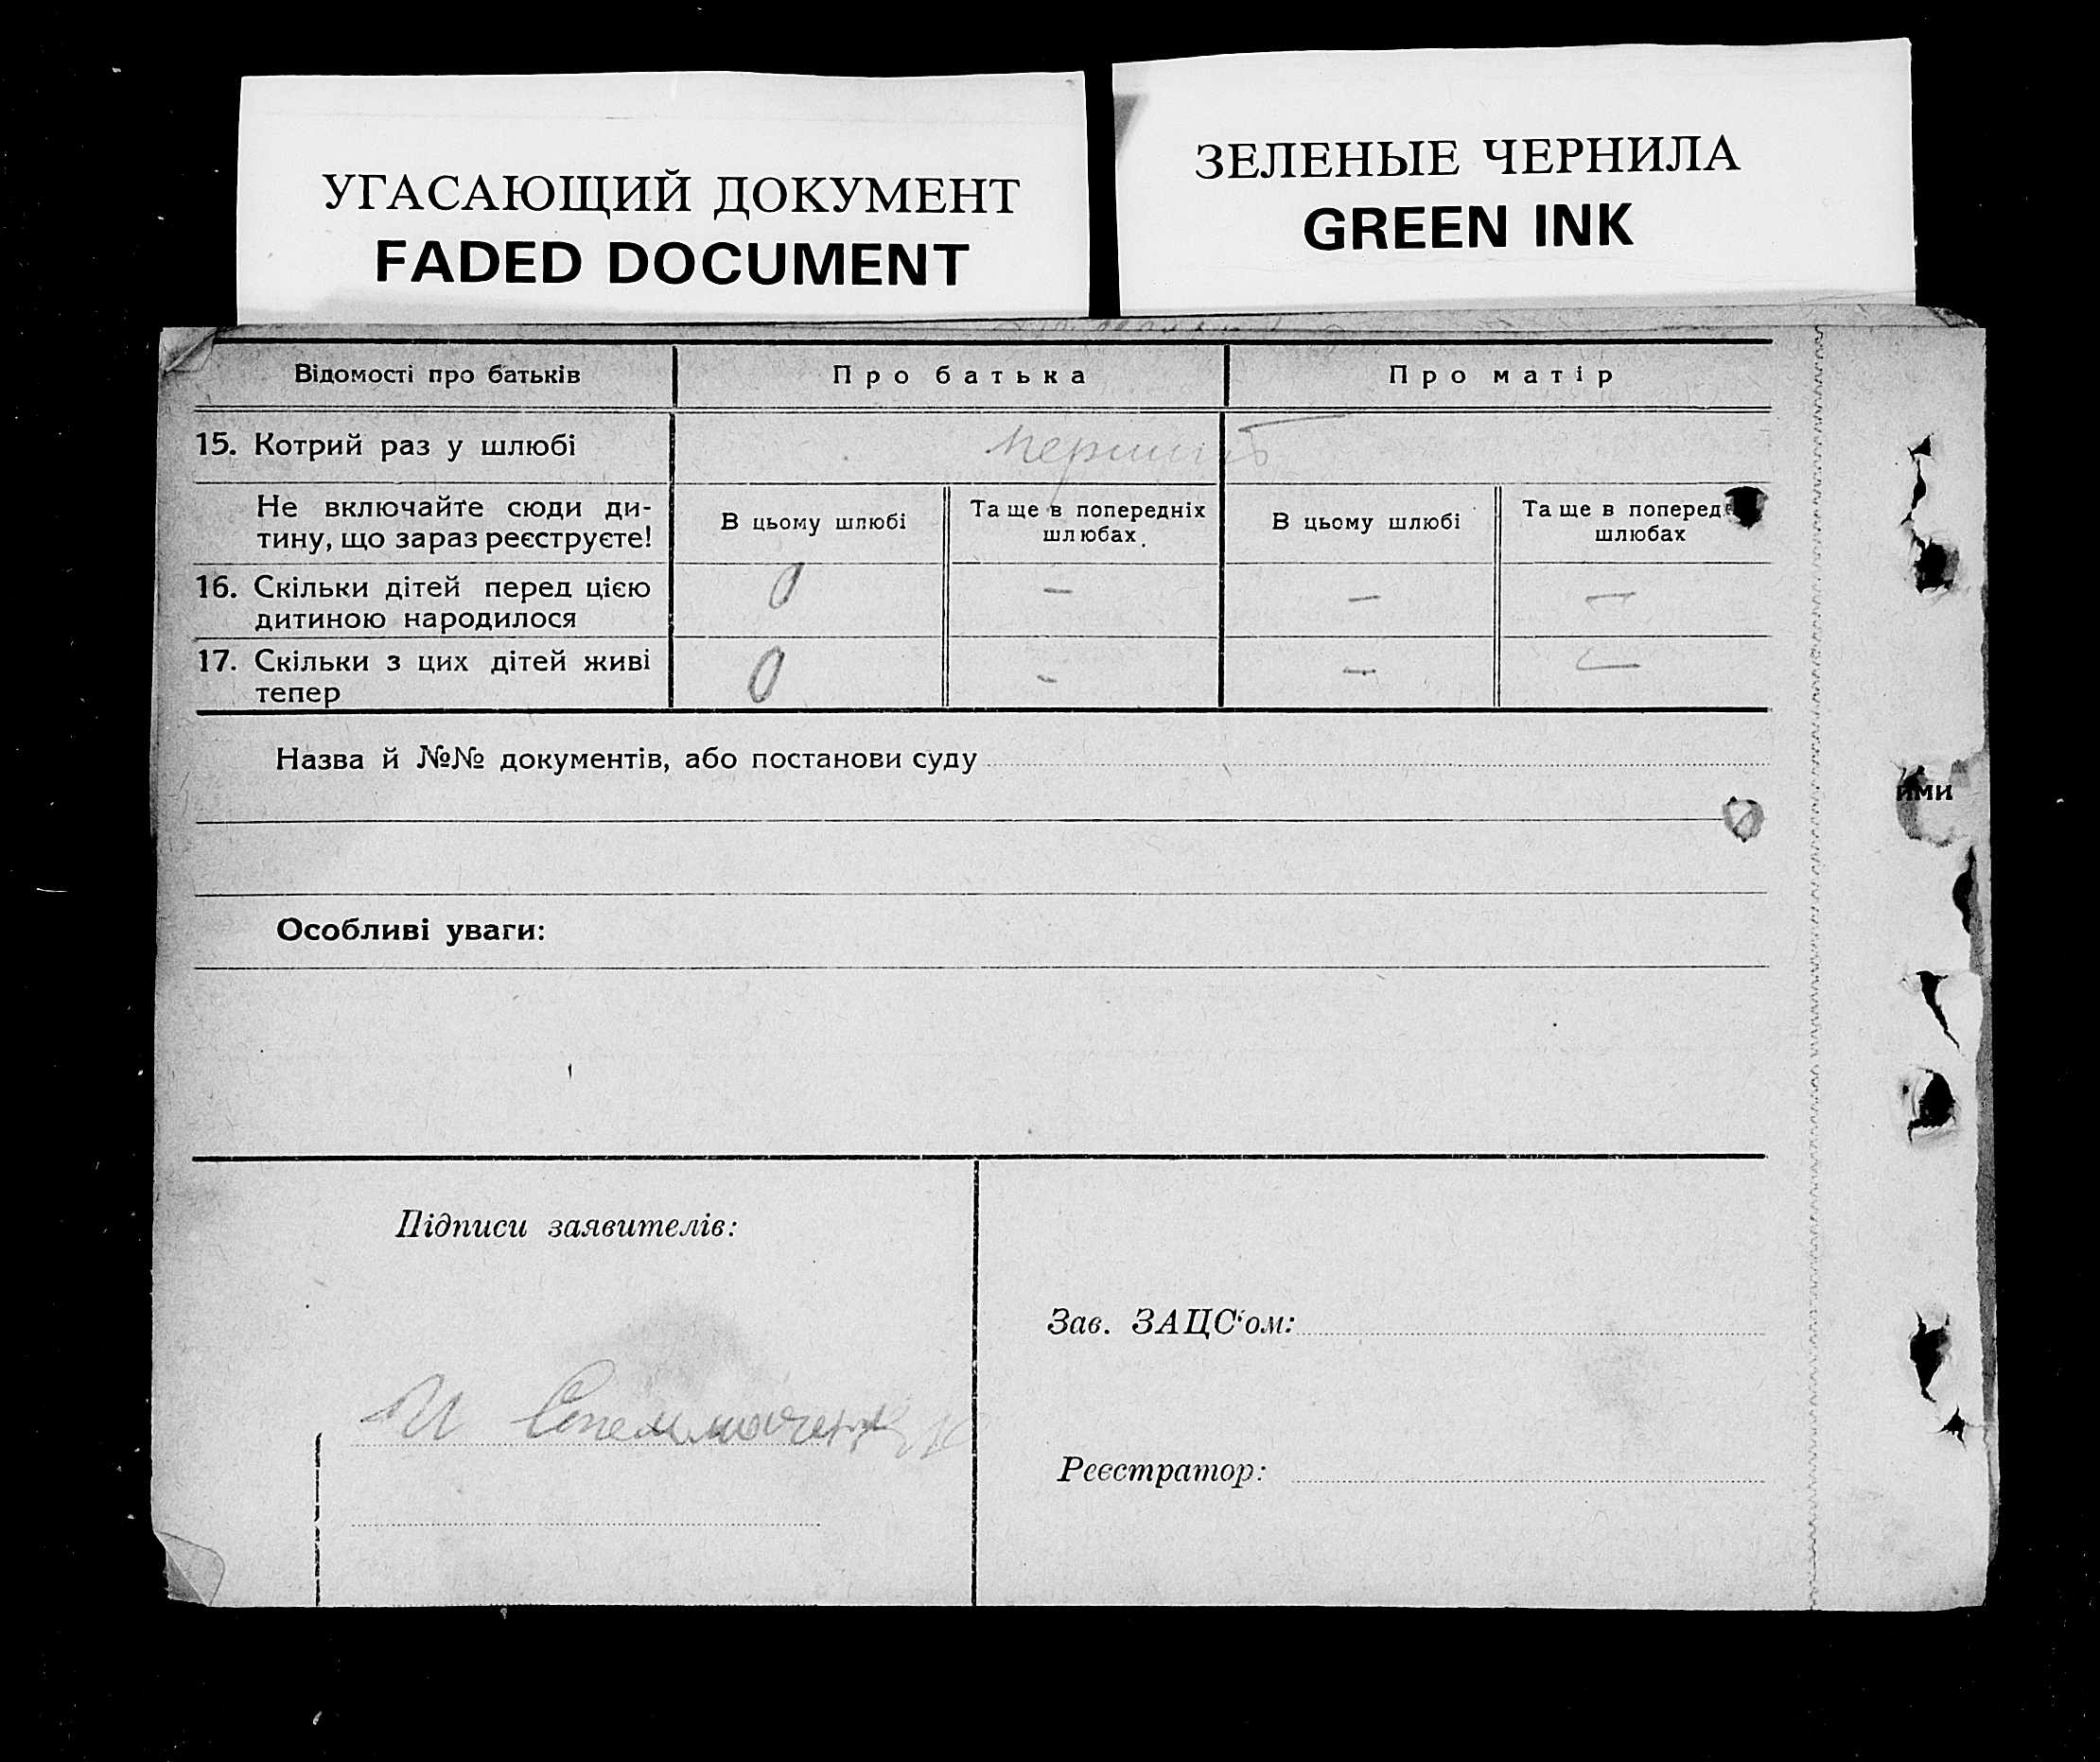 УГАСАЮЩИЙ ДОКУМЕНТ
FADED DOCUMENT
ЗЕЛЕНЫЕ ЧЕРНИЛА
GREEN INK
Відомості про батьків
Про батька
Про матір
15. Котрий раз у шлюбі
Не включайте сюди ди-
тину, що зараз реєструєте!
В цьому шлюбі
Та ще в попередніх
шлюбах
В цьому шлюбі
Та ще в поперед
шлюбах
16. Скільки дітей перед цією
дитиною народилося
0 — — —
17. Скільки з цих дітей живі
тепер
0 - — —
Назва й №№ документів, або постанови суду
ими
Особливі уваги:
Підписи заявителів:
Зав. ЗАЦС'ом:
И
Реєстратор: